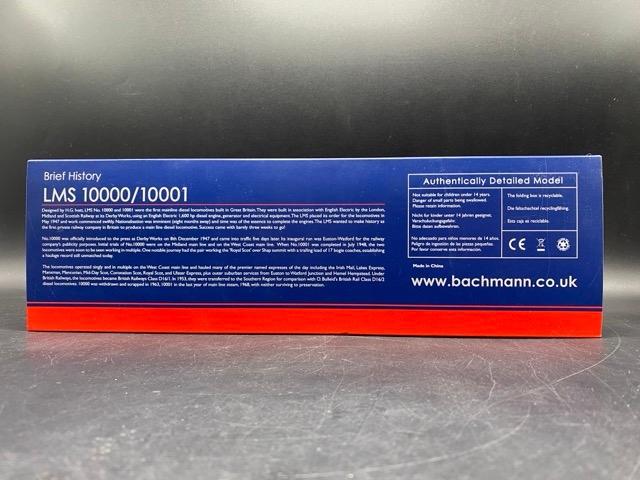 Brief History
LMS 10000/10001
Designed by H.G. Ivatt, LMS No. 10000 and 10001 were the first mainline diesel locomotives built in Great Britain. They were built in association with English Electric by the London,
Midland and Scottish Railway at its Derby Works, using an English Electric 1,600 hp diesel engine, generator and electrical equipment. The LMS placed its order for the locomotives in
May 1947 and work commenced swiftly. Nationalisation was imminent (eight months away) and time was of the essence to complete the engines. The LMS wanted to make history as
the first private railway company in Britain to produce a main line diesel locomotive. Success came with barely three weeks to go!
No.10000 was officially introduced to the press at Derby Works on 8th December 1947 and came into traffic five days later. Its inaugural run was Euston-Watford for the railway
company's publicity purposes. Initial trials of No.10000 were on the Midland main line and on the West Coast main line. When No.10001 was completed in July 1948, the two
locomotives were soon to be seen working in multiple. One notable journey had the pair working the 'Royal Scot' over Shap summit with a trailing load of 17 bogie coaches, establishing
a haulage record still unmatched today.
The locomotives operated singly and in multiple on the West Coast main line and hauled many of the premier named expresses of the day including the Irish Mail, Lakes Express,
Mancunian, Merseyside, Mid-Day Scot, Coronation Scot, Royal Scot, and Ulster Express, plus outer suburban services from Euston to Watford Junction and Hemel Hempstead. Under
British Railways, the locomotives became British Railways Class D16/1. In 1953, they were transferred to the Southern Region for comparison with O. Bulleid's British Rail Class D16/2
diesel locomotives. 10000 was withdrawn and scrapped in 1963, 10001 in the last year of main line steam, 1968, with neither surviving to preservation.
Authentically Detailed Model
Not suitable for children under 14 years.
Danger of small parts being swallowed.
Please retain information.
Nicht für kinder unter 14 Jahren geeignet.
Verschluckungsgefahr.
Bitte daten aufbewahren.
No adecuado para niños menores de 14 años.
Peligro de ingestión de las piezas pequeñas.
Por favor conserve esta información.
The folding box is recyclable.
Die faltschachtel recyclingfähig.
Esta caja es reciclable.
CE
Made in China
www.bachmann.co.uk